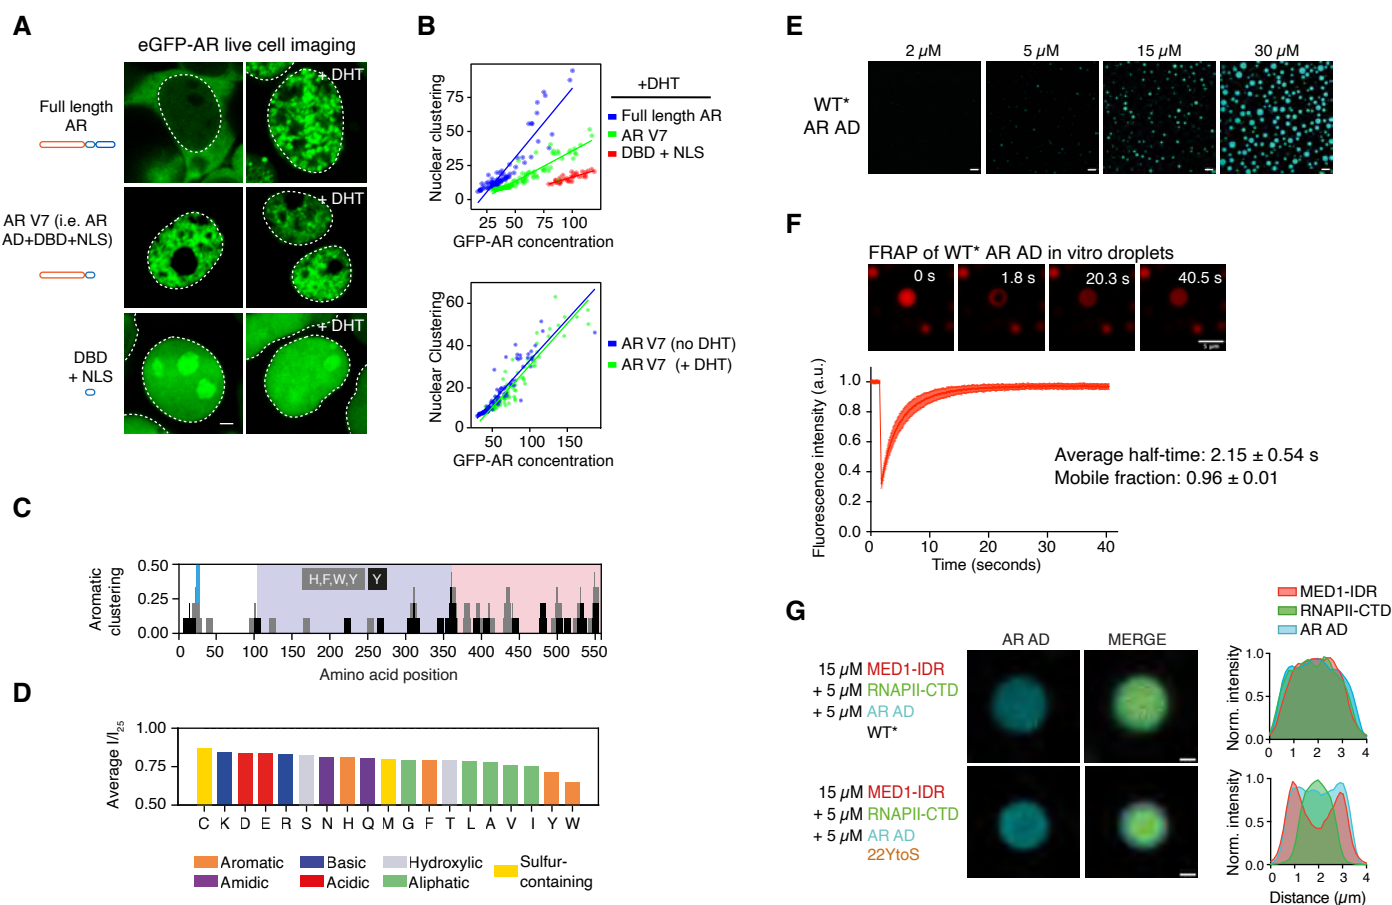 A
eGFP-AR live cell imaging
Full length
AR
+ DHT
AR V7 (i.e. AR
AD+DBD+NLS)
+ DHT
DBD
+ NLS
+ DHT
B
Nuclear clustering
75
50
25
0
25 50 75 100
GFP-AR concentration
+DHT
Full length AR
AR V7
DBD + NLS
Nuclear Clustering
60
40
20
0
50 100 150
GFP-AR concentration
AR V7 (no DHT)
AR V7 (+ DHT)
C
Aromatic
clustering
0.50
0.25
0.00
H,F,W,Y Y
0 50 100 150 200 250 300 350 400 450 500 550
Amino acid position
D
Average I/I25
1.00
0.75
0.50
C K D E R S N H Q M G F T L A V I Y W
Aromatic
Basic
Hydroxylic
Sulfur-
containing
Amidic
Acidic
Aliphatic
E
2 µM 5 µM 15 µM 30 µM
WT*
AR AD
F
FRAP of WT* AR AD in vitro droplets
0 s 1.8 s 20.3 s 40.5 s
5 µm
Fluorescence intensity (a.u.)
1.0
0.8
0.6
0.4
0.2
0.0
0 10 20 30 40
Time (seconds)
Average half-time: 2.15 ± 0.54 s
Mobile fraction: 0.96 ± 0.01
G
AR AD MERGE
MED1-IDR
RNAPII-CTD
AR AD
15 µM MED1-IDR
+ 5 µM RNAPII-CTD
+ 5 µM AR AD
WT*
Norm. intensity
1.0
0.5
0
0 1 2 3 4
15 µM MED1-IDR
+ 5 µM RNAPII-CTD
+ 5 µM AR AD
22YtoS
Norm. intensity
1.0
0.5
0
0 1 2 3 4
Distance (µm)